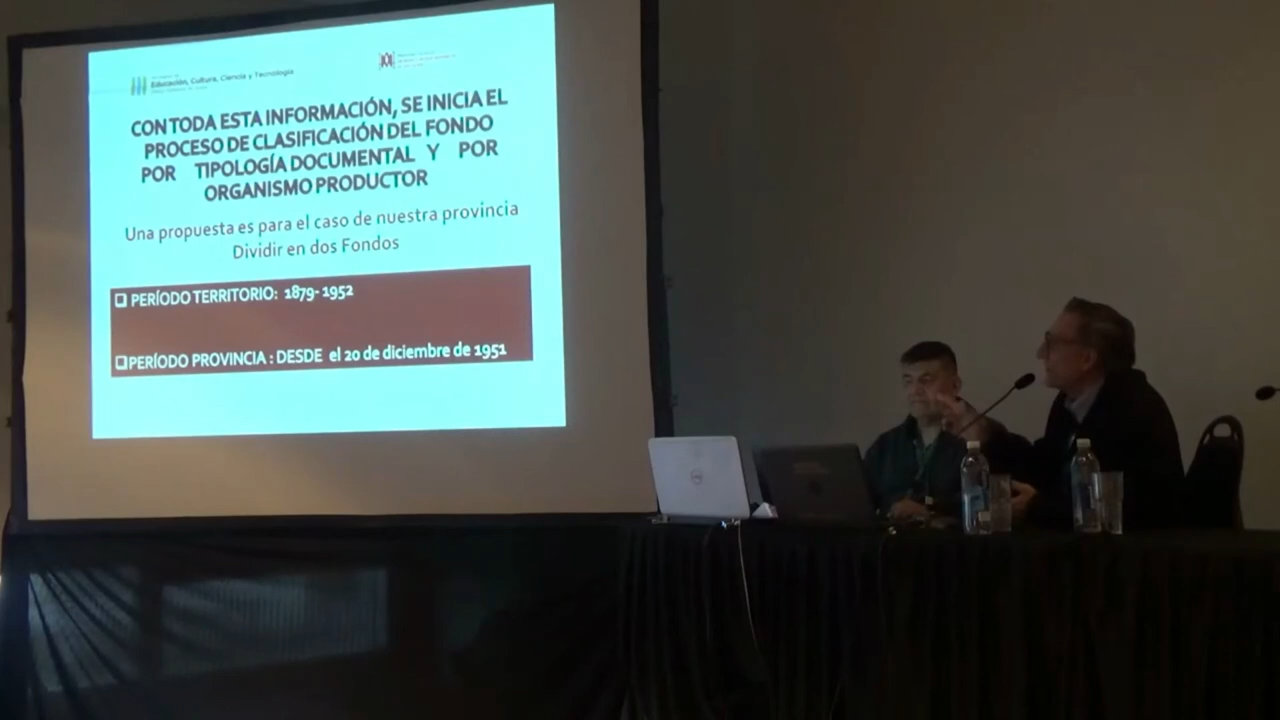 Educación, Cultura, Ciencia y Tecnología
CON TODA ESTA INFORMACIÓN, SE INICIA EL
PROCESO DE CLASIFICACIÓN DEL FONDO
POR TIPOLOGÍA DOCUMENTAL Y POR
ORGANISMO PRODUCTOR
Una propuesta es para el caso de nuestra provincia
Dividir en dos Fondos
PERÍODO TERRITORIO: 1879- 1952
PERÍODO PROVINCIA : DESDE el 20 de diciembre de 1951